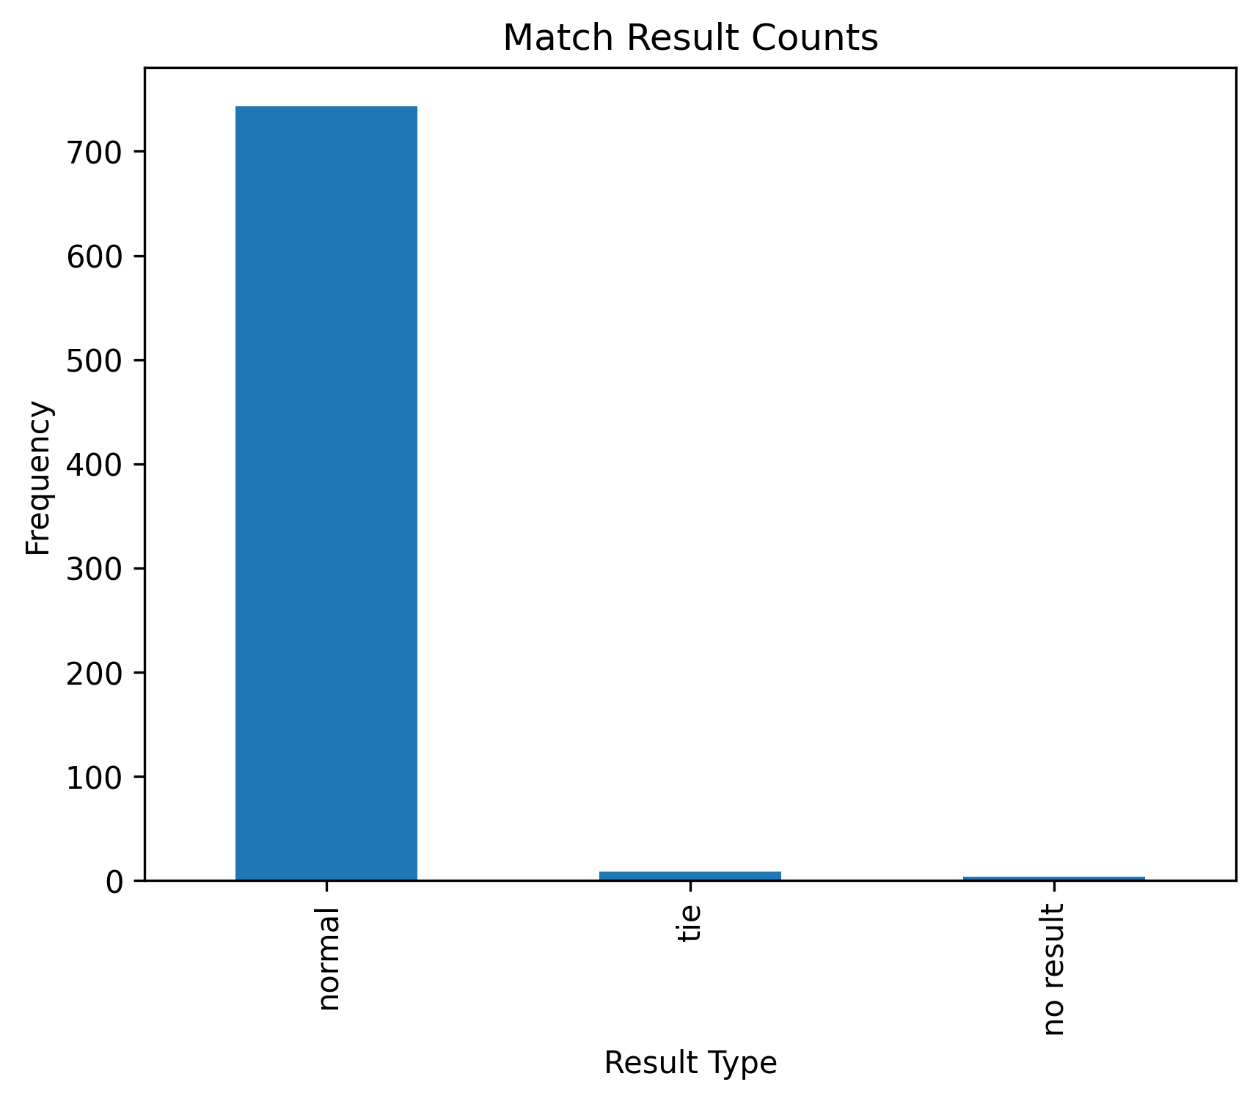 Match Result Counts
Frequency
700
600
500
400
300
200
100
0
normal
tie
no result
Result Type